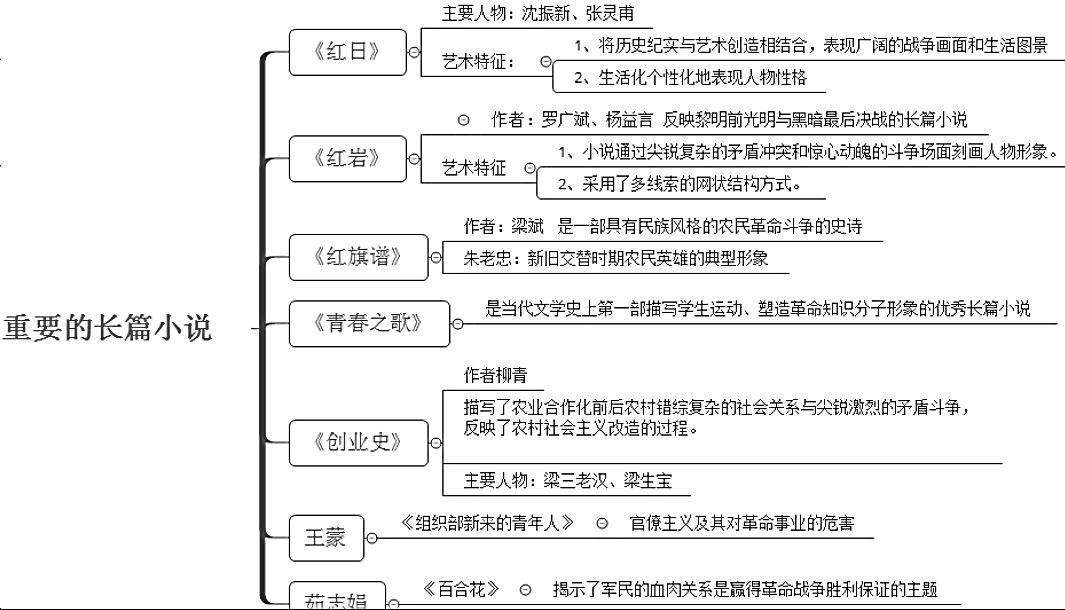 重要的长篇小说
《红日》
主要人物：沈振新、张灵甫
艺术特征：
1、将历史纪实与艺术创造相结合，表现广阔的战争画面和生活图景
2、生活化个性化地表现人物性格
《红岩》
作者：罗广斌、杨益言 反映黎明前光明与黑暗最后决战的长篇小说
艺术特征
1、小说通过尖锐复杂的矛盾冲突和惊心动魄的斗争场面刻画人物形象。
2、采用了多线索的网状结构方式。
《红旗谱》
作者：梁斌 是一部具有民族风格的农民革命斗争的史诗
朱老忠：新旧交替时期农民英雄的典型形象
《青春之歌》
是当代文学史上第一部描写学生运动、塑造革命知识分子形象的优秀长篇小说
《创业史》
作者柳青
描写了农业合作化前后农村错综复杂的社会关系与尖锐激烈的矛盾斗争，
反映了农村社会主义改造的过程。
主要人物：梁三老汉、梁生宝
王蒙
《组织部新来的青年人》
官僚主义及其对革命事业的危害
茹志娟
《百合花》
揭示了军民的血肉关系是赢得革命战争胜利保证的主题